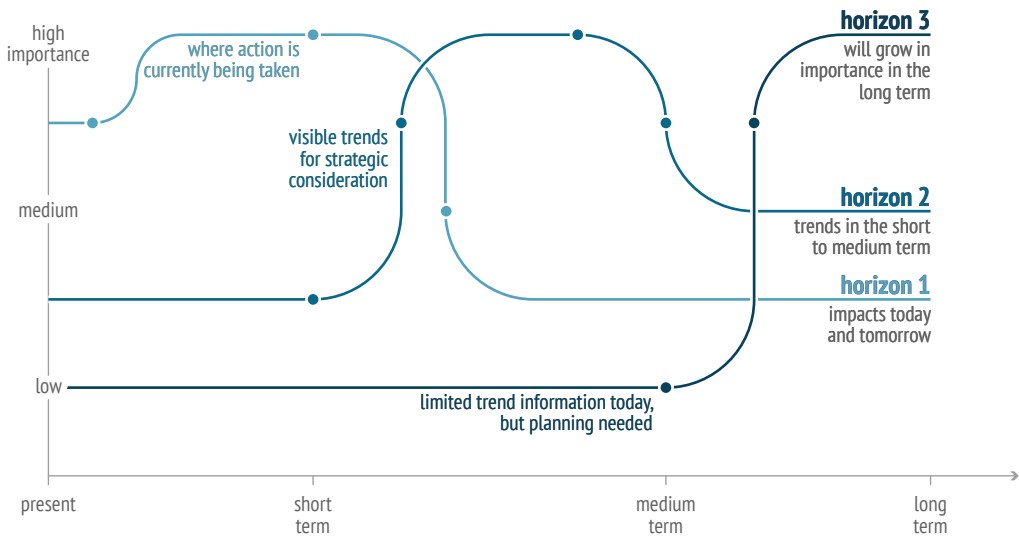 high
importance
where action is
currently being taken
horizon 3
will grow in
importance in the
long term
visible trends
for strategic
consideration
medium
horizon 2
trends in the short
to medium term
horizon 1
impacts today
and tomorrow
low
limited trend information today,
but planning needed
present
short
term
medium
term
long
term